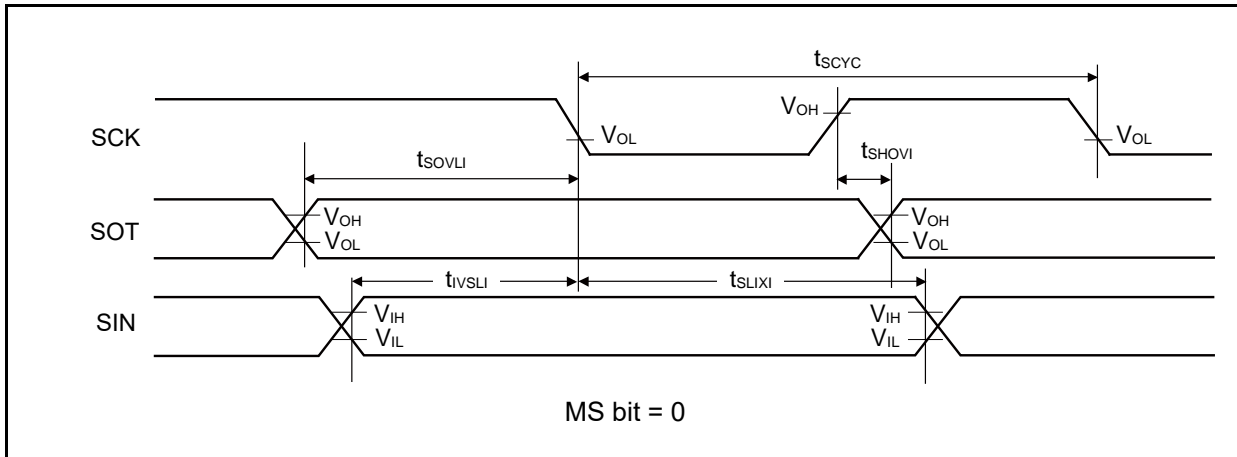 tSCYC
SCK
VOH
VOL
VOL
tSHOVI
tSOVLI
SOT
VOH
VOL
VOH
VOL
tIVSLI
tSLIXI
SIN
VIH
VIL
VIH
VIL
MS bit = 0